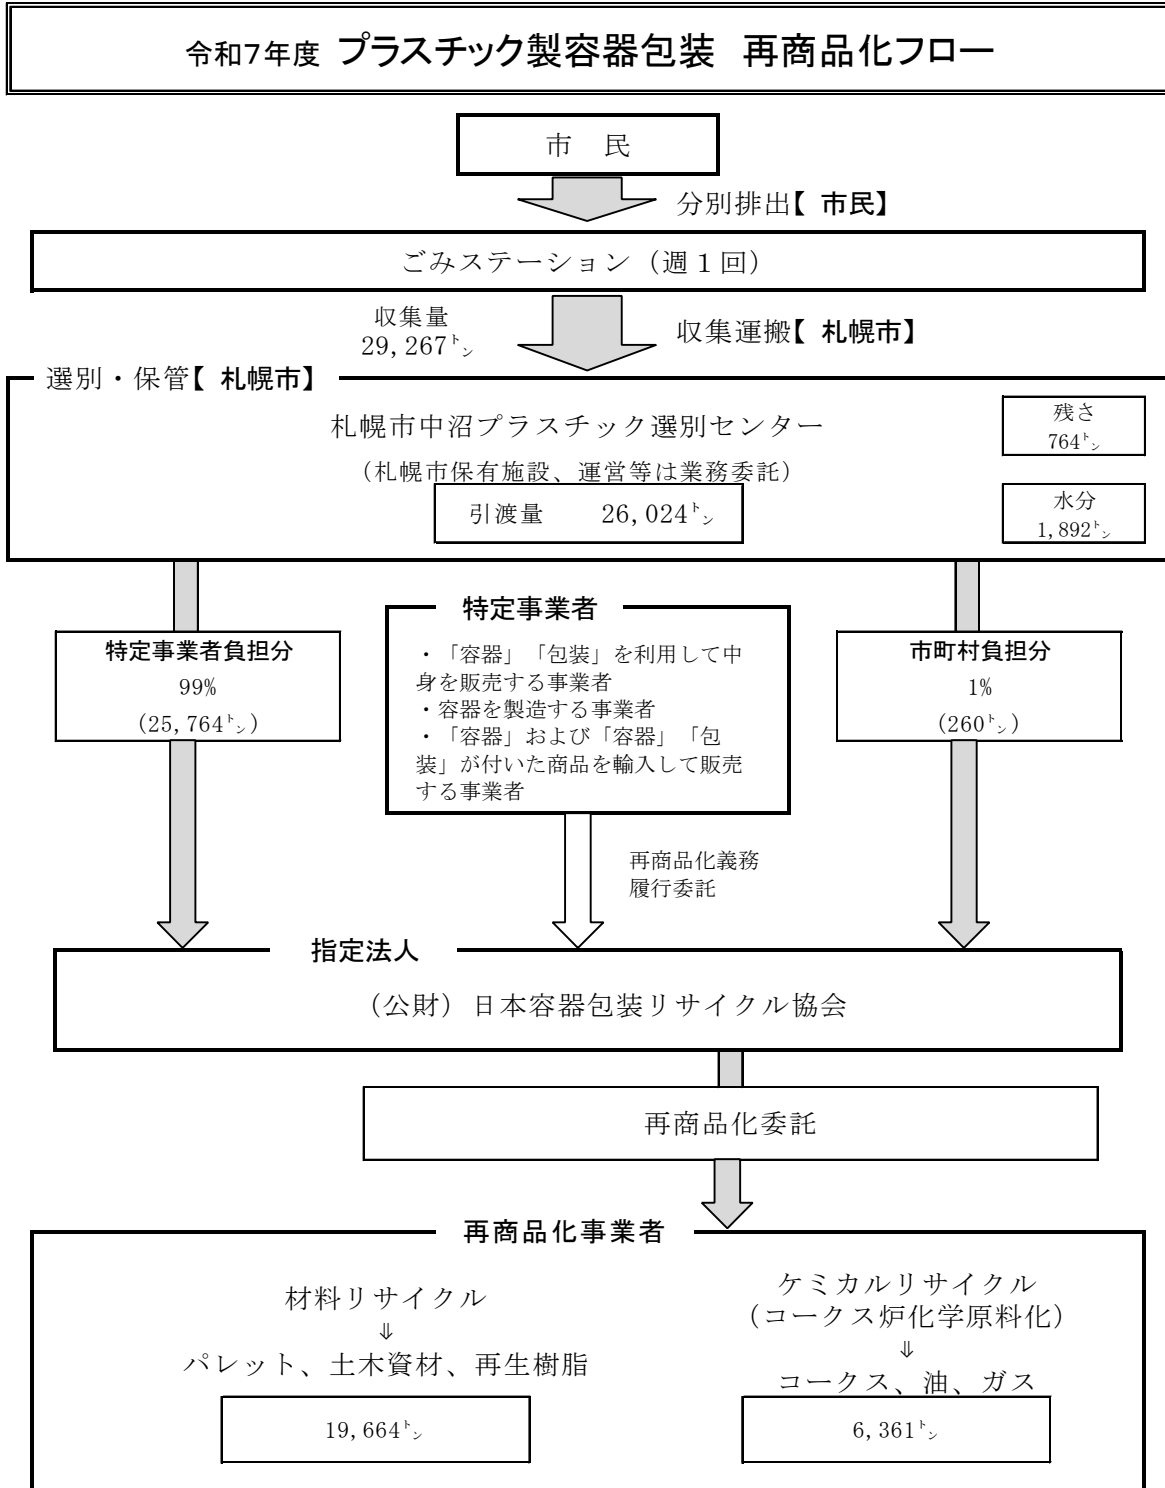 令和7年度 プラスチック製容器包装 再商品化フロー
市 民
分別排出【 市民】
ごみステーション（週１回）
収集量
29,267㌧
収集運搬【 札幌市】
選別・保管【 札幌市】
札幌市中沼プラスチック選別センター
（札幌市保有施設、運営等は業務委託）
引渡量 26,024㌧
残さ
764㌧
水分
1,892㌧
特定事業者負担分
99%
(25,764㌧)
特定事業者
・「容器」「包装」を利用して中
身を販売する事業者
・容器を製造する事業者
・「容器」および「容器」「包
装」が付いた商品を輸入して販売
する事業者
市町村負担分
1%
(260㌧)
再商品化義務
履行委託
指定法人
（公財）日本容器包装リサイクル協会
再商品化委託
再商品化事業者
材料リサイクル
⇓
パレット、土木資材、再生樹脂
19,664㌧
ケミカルリサイクル
（コークス炉化学原料化）
⇓
コークス、油、ガス
6,361㌧